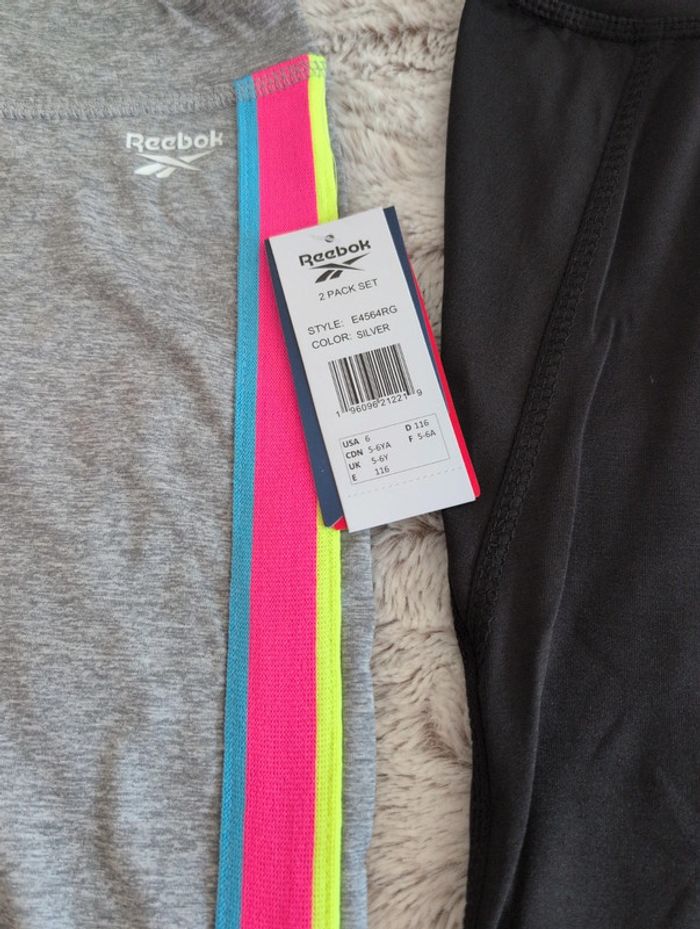 Reebok
Reebok
2 PACK SET
STYLE: E4564RG
COLOR: SILVER
1 96096 21221 9
USA 6 D 116
CDN 5-6YA F 5-6A
UK 5-6Y
E 116